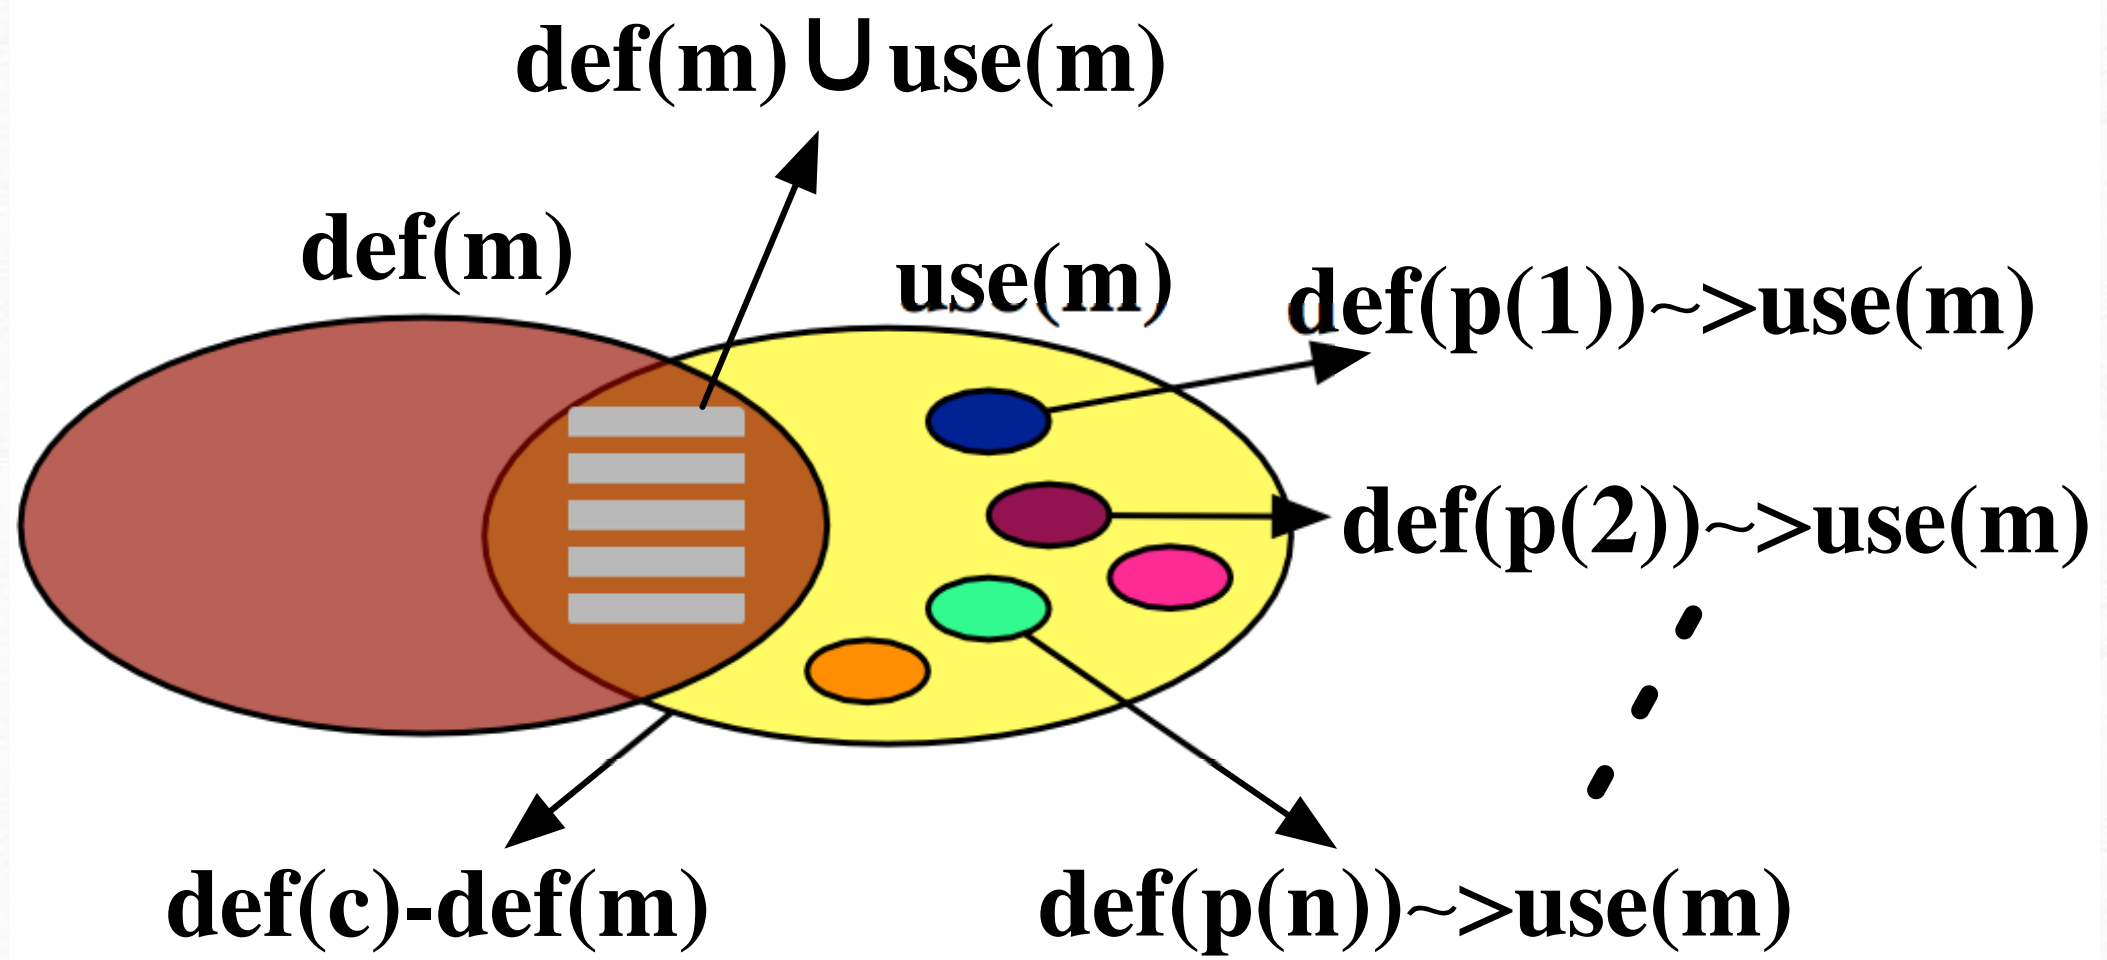 def(m) ∪ use(m)
def(m)
use(m)
def(p(1))~>use(m)
def(p(2))~>use(m)
def(c)-def(m)
def(p(n))~>use(m)